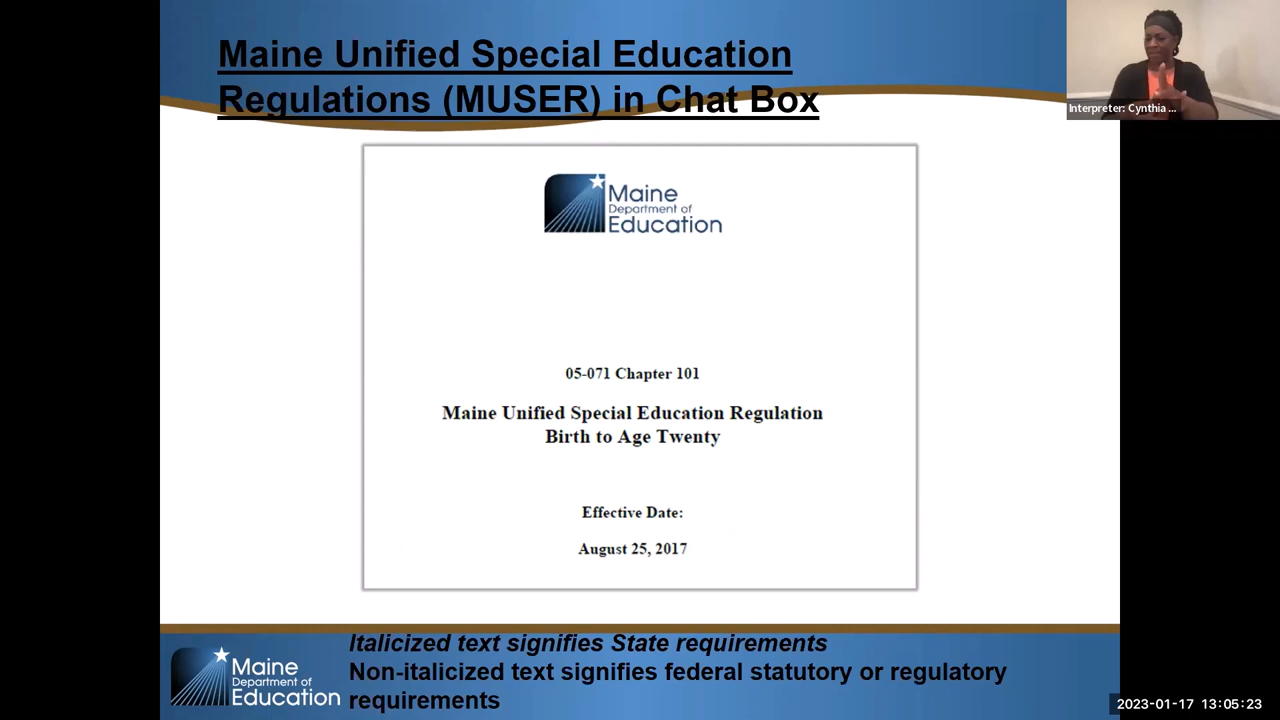 Maine Unified Special Education
Regulations (MUSER) in Chat Box
Interpreter: Cynthia ...
Maine
Department of
Education
05-071 Chapter 101
Maine Unified Special Education Regulation
Birth to Age Twenty
Effective Date:
August 25, 2017
Italicized text signifies State requirements
Non-italicized text signifies federal statutory or regulatory
requirements
Maine
Department of
Education
2023-01-17 13:05:23